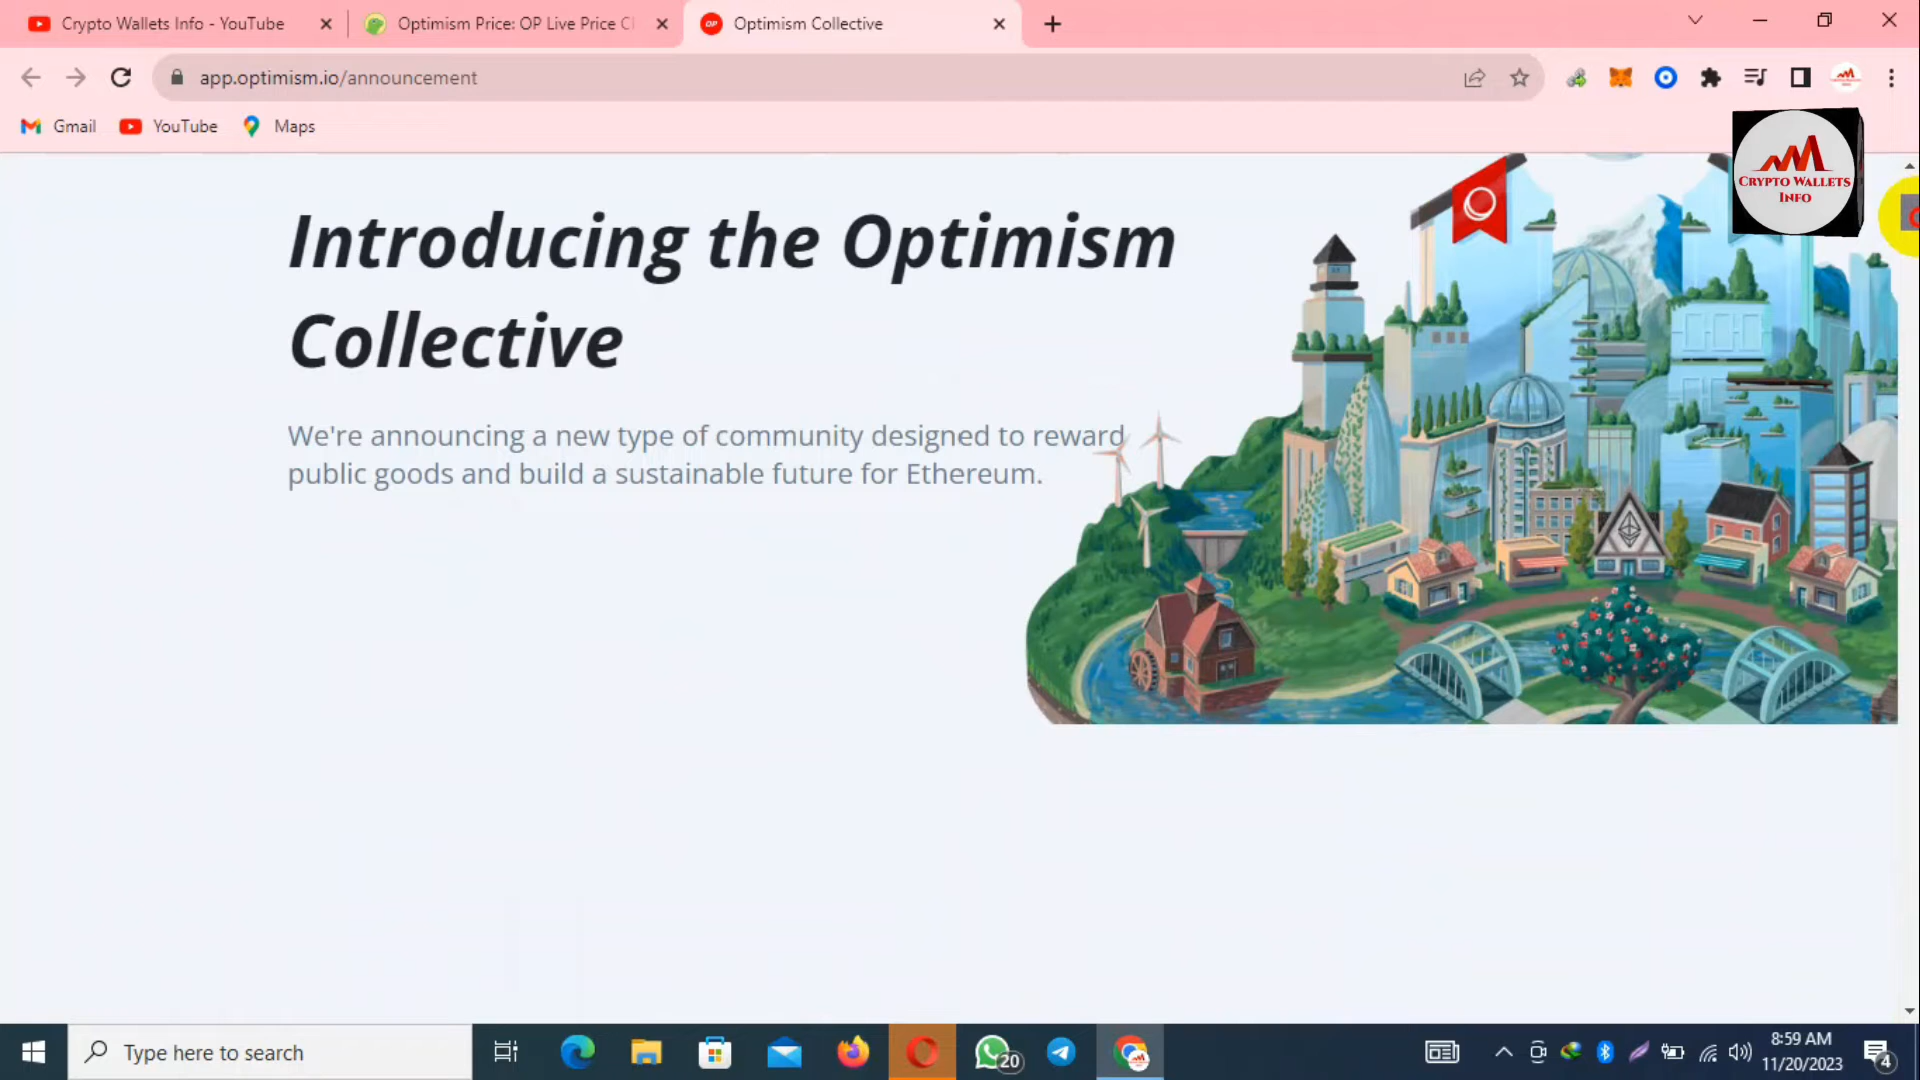 Crypto Wallets Info - YouTube
Optimism Price: OP Live Price C
OP
Optimism Collective
app.optimism.io/announcement
Gmail
YouTube
Maps
CRYPTO WALLETS
INFO
Introducing the Optimism
Collective
We're announcing a new type of community designed to reward
public goods and build a sustainable future for Ethereum.
Type here to search
20
8:59 AM
11/20/2023
4